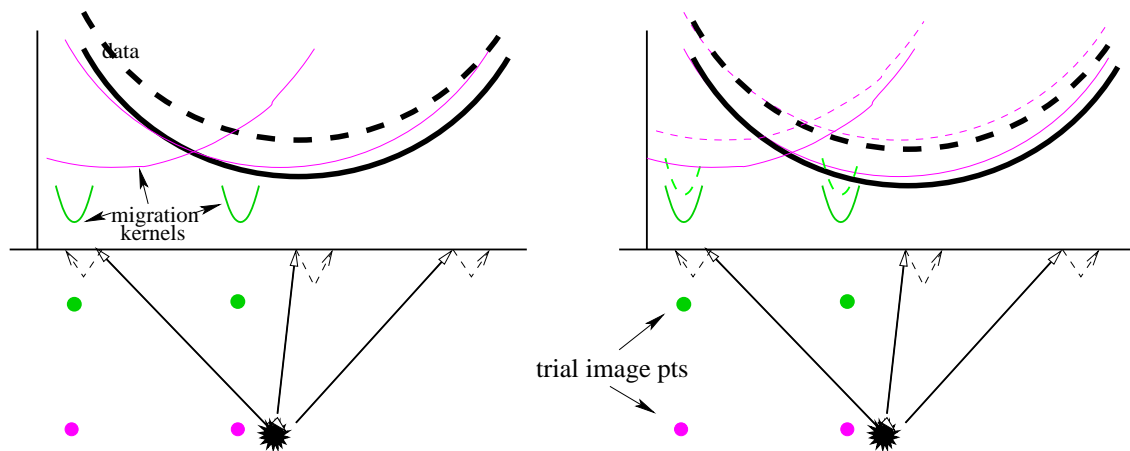 data
migration
kernels
trial image pts